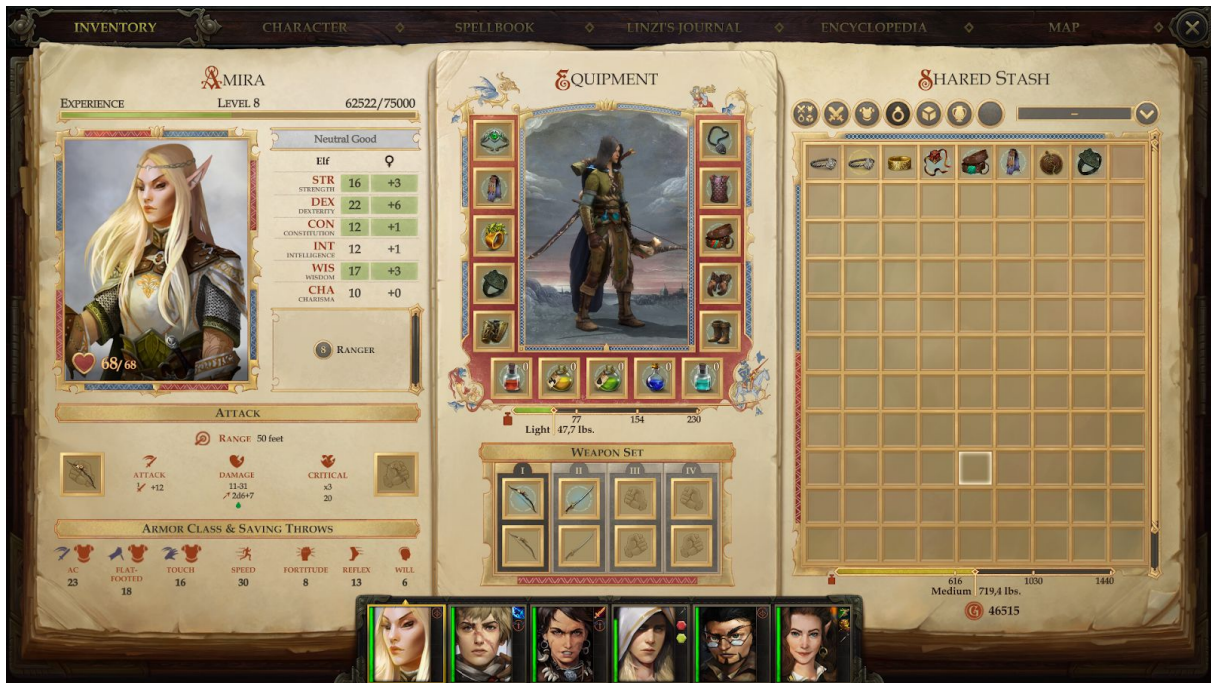 INVENTORY
CHARACTER
SPELLBOOK
LINZI'S JOURNAL
ENCYCLOPEDIA
MAP
AMIRA
EXPERIENCE
LEVEL 8
62522/75000
Neutral Good
Elf
STR 16 +3
STRENGTH
DEX 22 +6
DEXTERITY
CON 12 +1
CONSTITUTION
INT 12 +1
INTELLIGENCE
WIS 17 +3
WISDOM
CHA 10 +0
CHARISMA
8 RANGER
68/68
ATTACK
RANGE 50 feet
ATTACK
+12
DAMAGE
11-31
2d6+7
CRITICAL
x3
20
ARMOR CLASS & SAVING THROWS
AC
23
FLAT-FOOTED
18
TOUCH
16
SPEED
30
FORTITUDE
8
REFLEX
13
WILL
6
EQUIPMENT
0 0 0 0 0
77 154 230
Light 47,7 lbs.
WEAPON SET
I II III IV
SHARED STASH
616 1030 1440
Medium 719,4 lbs.
G 46515